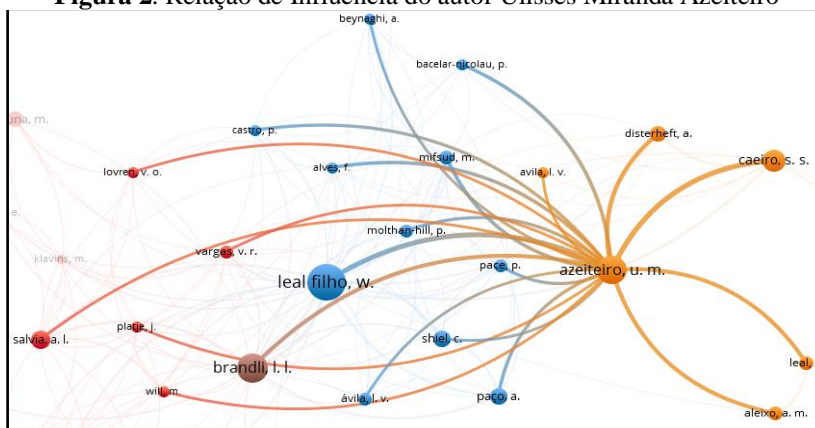 Figura 2. Relação de Influência do autor Ulisses Miranda Azeiteiro
beynaghi, a.
bacelar-nicolau, p.
una, m.
castro, p.
disterheft, a.
mifsud, m.
caeiro, s. s.
lovren, v. o.
alves, f.
avila, l. v.
e.
molthan-hill, p.
vargas, v. r.
klavins, m.
pace, p.
azeiteiro, u. m.
leal filho, w.
platje, j.
salvia, a. l.
shiel, c.
leal,
brandli, l. l.
will, m.
ávila, l. v.
paço, a.
aleixo, a. m.